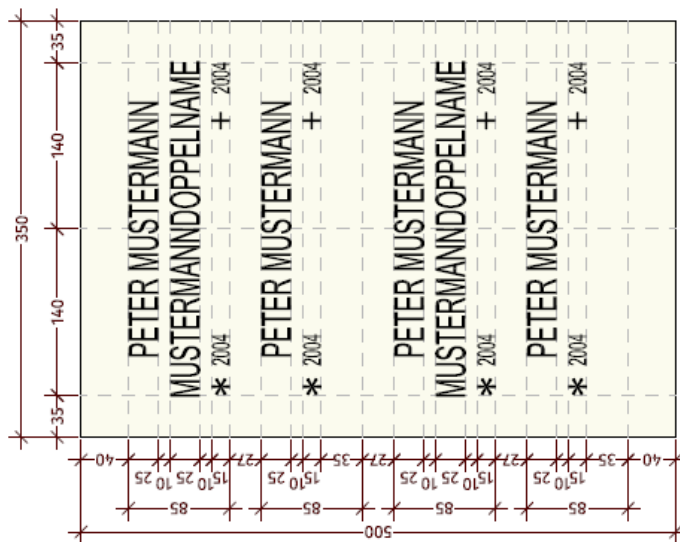 350
35 140 140 35
PETER MUSTERMANN
MUSTERMANNDOPPELNAME
* 2004 + 2004
PETER MUSTERMANN
* 2004 + 2004
PETER MUSTERMANN
MUSTERMANNDOPPELNAME
* 2004 + 2004
PETER MUSTERMANN
* 2004 + 2004
40 27 35 27 27 35 40
25 10 25 10 15 25 10 15 25 10 25 10 15 25 10 15
85 85 85 85
500